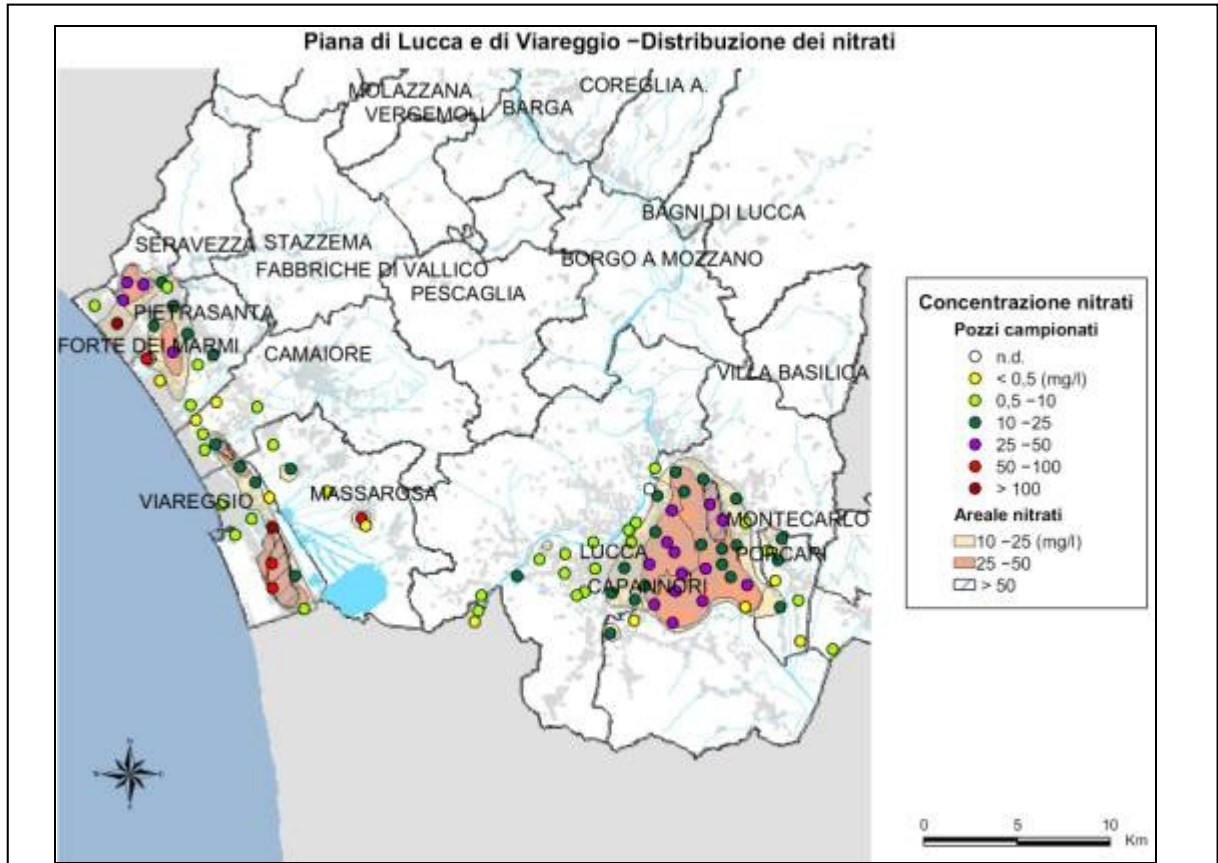 Piana di Lucca e di Viareggio −Distribuzione dei nitrati
COREGLIA A.
MOLAZZANA
BARGA
VERGEMOLI
BAGNI DI LUCCA
SERAVEZZA
STAZZEMA
BORGO A MOZZANO
FABBRICHE DI VALLICO
PESCAGLIA
PIETRASANTA
FORTE DEI MARMI
CAMAIORE
VILLA BASILICA
VIAREGGIO
MASSAROSA
MONTECARLO
LUCCA
PORCARI
CAPANNORI
Concentrazione nitrati
Pozzi campionati
n.d.
< 0,5 (mg/l)
0,5 −10
10 −25
25 −50
50 −100
> 100
Areale nitrati
10 −25 (mg/l)
25 −50
> 50
0 5 10
Km